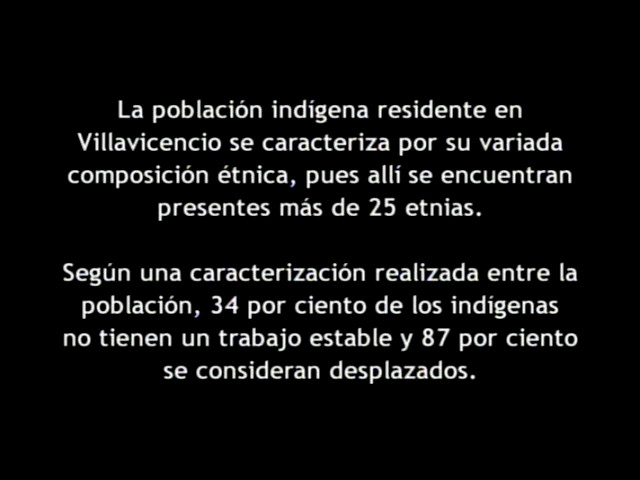 La población indígena residente en
Villavicencio se caracteriza por su variada
composición étnica, pues allí se encuentran
presentes más de 25 etnias.
Según una caracterización realizada entre la
población, 34 por ciento de los indígenas
no tienen un trabajo estable y 87 por ciento
se consideran desplazados.